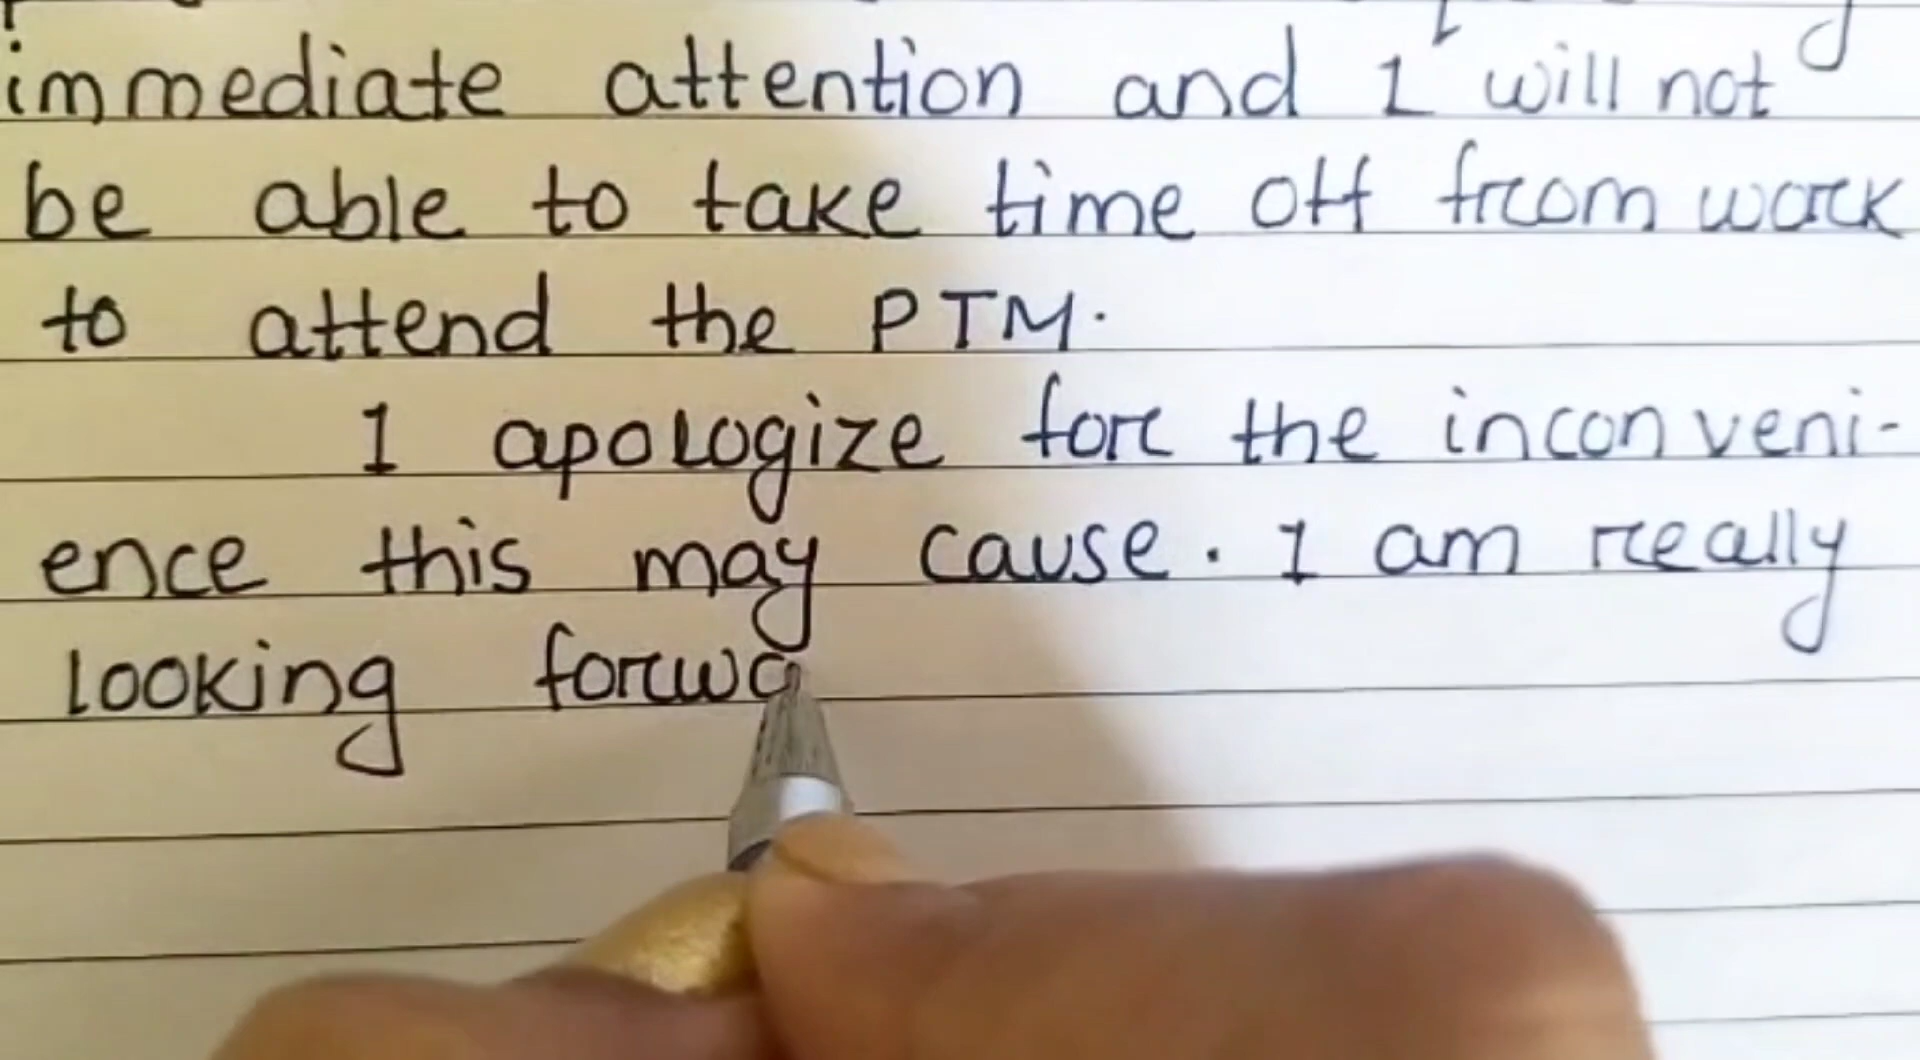 immediate attention and I will not
be able to take time off from work
to attend the PTM.
I apologize for the inconveni-
ence this may cause. I am really
looking forwa